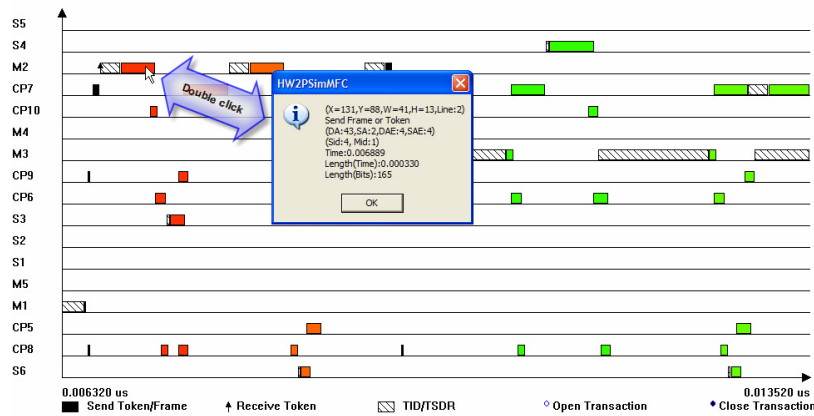 S5
S4
M2
CP7
CP10
M4
M3
CP9
CP6
S3
S2
S1
M5
M1
CP5
CP8
S6
Double click
HW2PSimMFC
(X=131,Y=88,W=41,H=13,Line:2)
Send Frame or Token
(DA:43,SA:2,DAE:4,SAE:4)
(Sid:4, Mid:1)
Time:0.006889
Length(Time):0.000330
Length(Bits):165
OK
0.006320 us
0.013520 us
Send Token/Frame
Receive Token
TID/TSDR
Open Transaction
Close Transaction